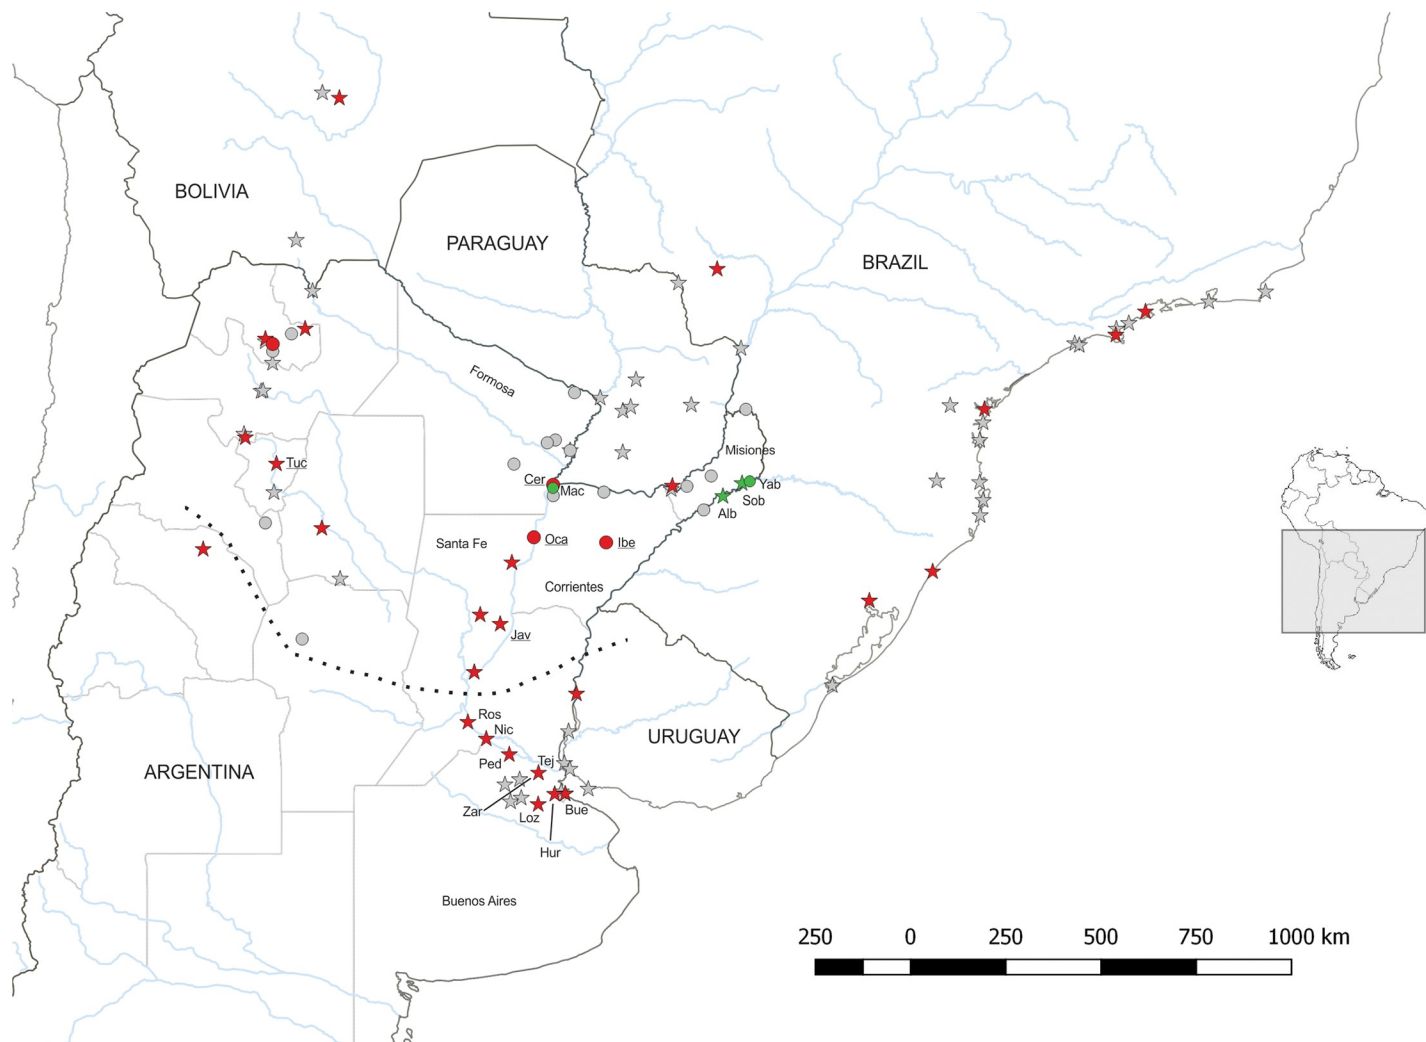 BOLIVIA
PARAGUAY
BRAZIL
Formosa
Misiones
Tuc
Cer
Mac
Yab
Sob
Alb
Santa Fe
Oca
Ibe
Corrientes
Jav
Ros
Nic
URUGUAY
Ped
Tej
ARGENTINA
Zar
Loz
Bue
Hur
Buenos Aires
250 0 250 500 750 1000 km